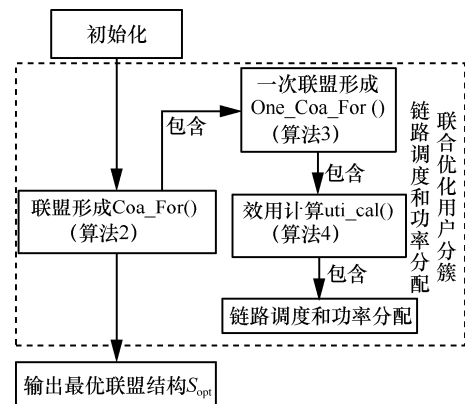 初始化
一次联盟形成
One_Coa_For ()
（算法3）
包含
包含
联盟形成Coa_For()
（算法2）
效用计算uti_cal()
（算法4）
包含
链路调度和功率分配
输出最优联盟结构Sopt
联合优化用户分簇
链路调度和功率分配